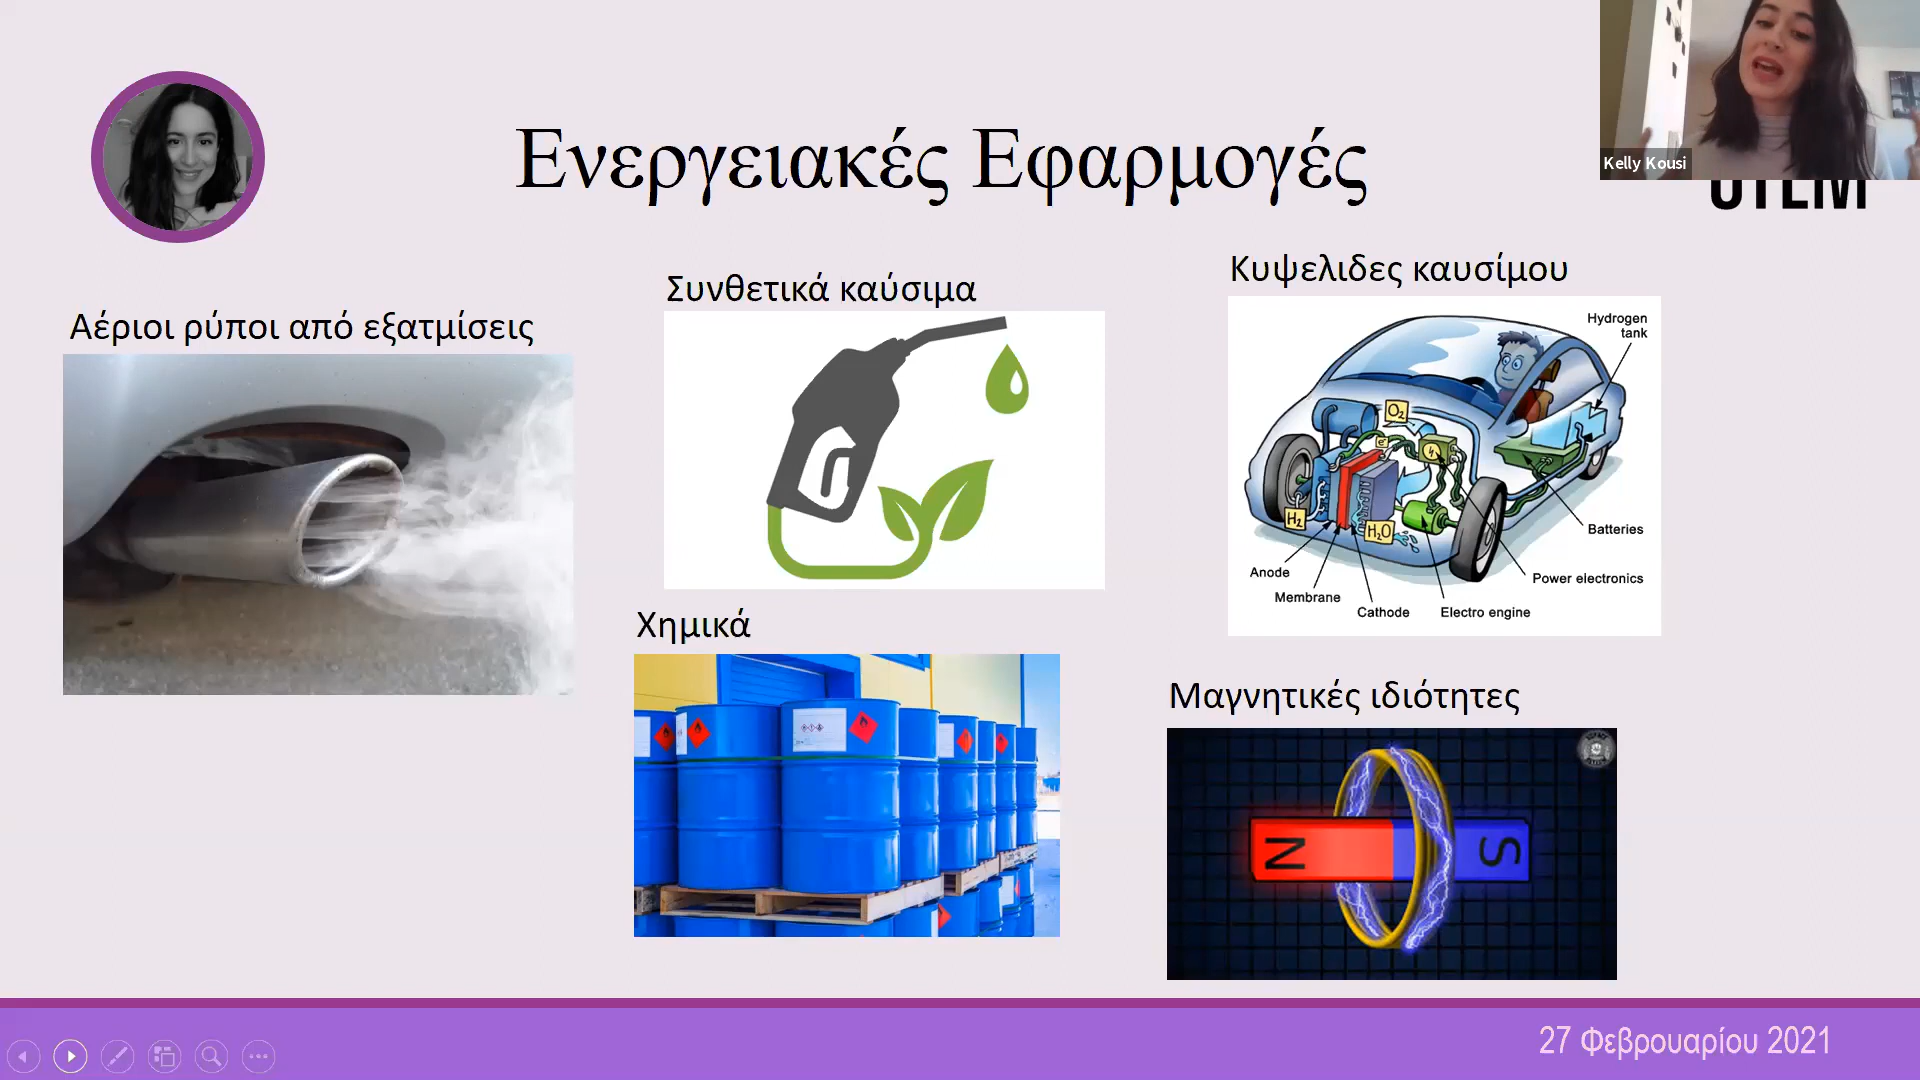 Ενεργειακές Εφαρμογές
Kelly Kousi
STEM
Αέριοι ρύποι από εξατμίσεις
Συνθετικά καύσιμα
Κυψελιδες καυσίμου
Hydrogen
tank
O₂
e⁻
H₂
H₂O
Batteries
Anode
Power electronics
Membrane
Cathode
Electro engine
Χημικά
Μαγνητικές ιδιότητες
N
S
27 Φεβρουαρίου 2021